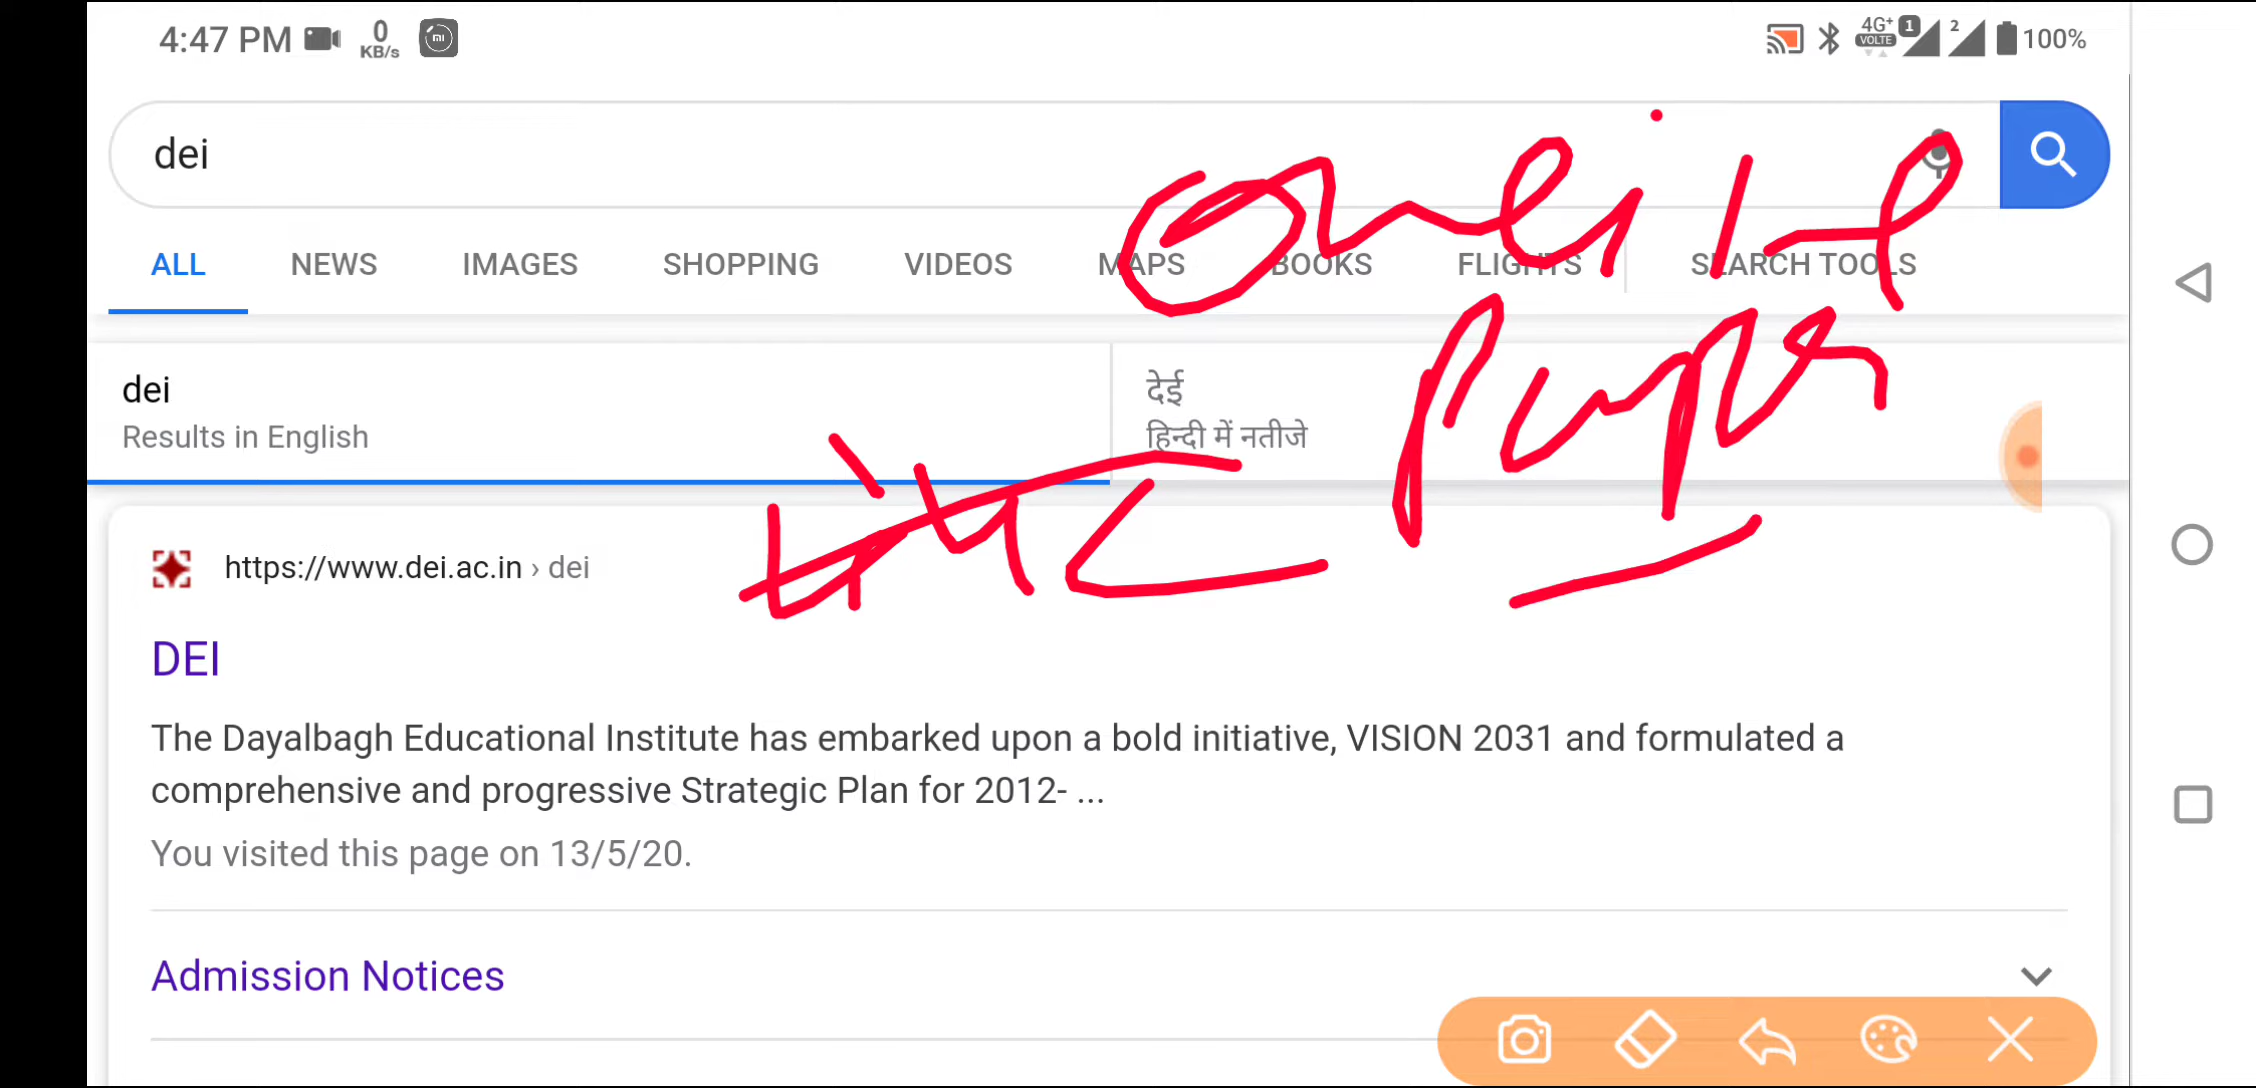 4:47 PM 0 KB/s mi 4G+ VOLTE 1 2 100%
dei
ALL NEWS IMAGES SHOPPING VIDEOS MAPS BOOKS FLIGHTS SEARCH TOOLS
dei
Results in English
देई
हिन्दी में नतीजे
https://www.dei.ac.in › dei
DEI
The Dayalbagh Educational Institute has embarked upon a bold initiative, VISION 2031 and formulated a
comprehensive and progressive Strategic Plan for 2012- ...
You visited this page on 13/5/20.
Admission Notices